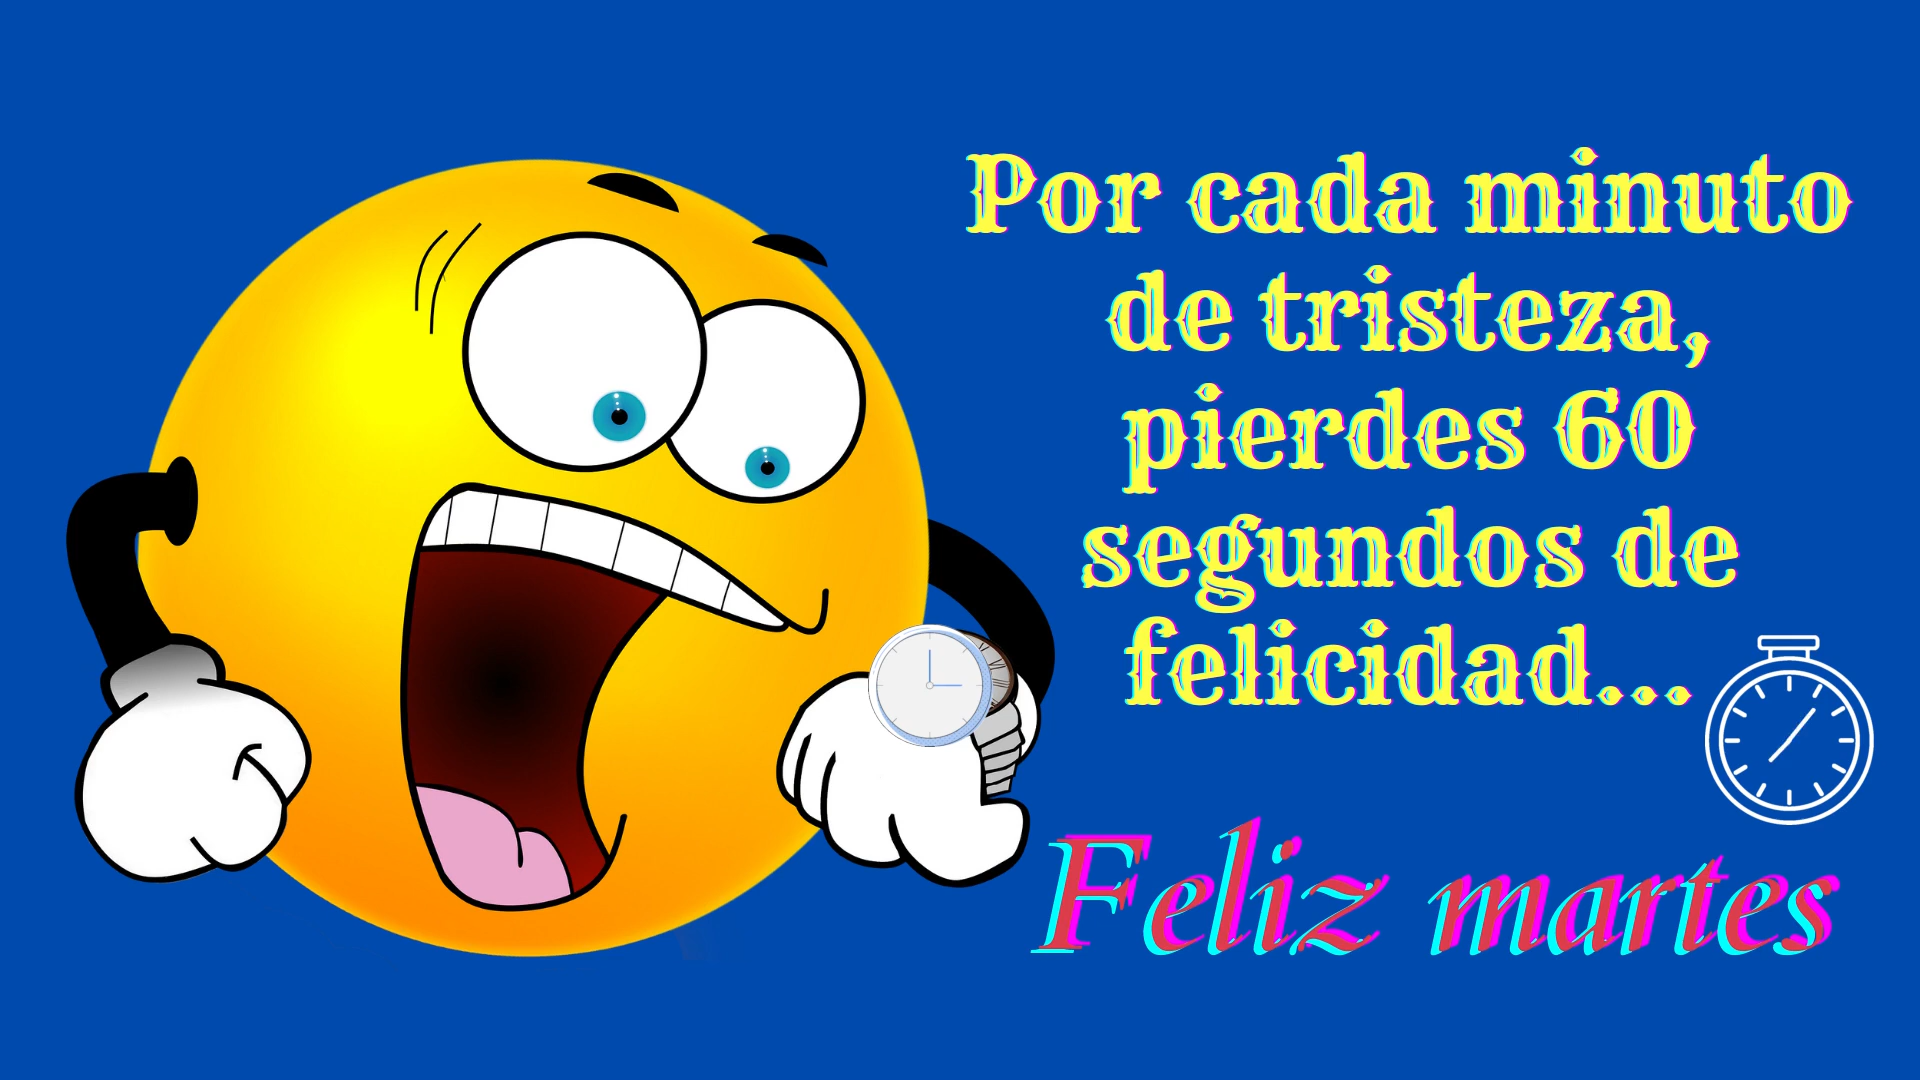 Por cada minuto
de tristeza,
pierdes 60
segundos de
felicidad...
Feliz martes